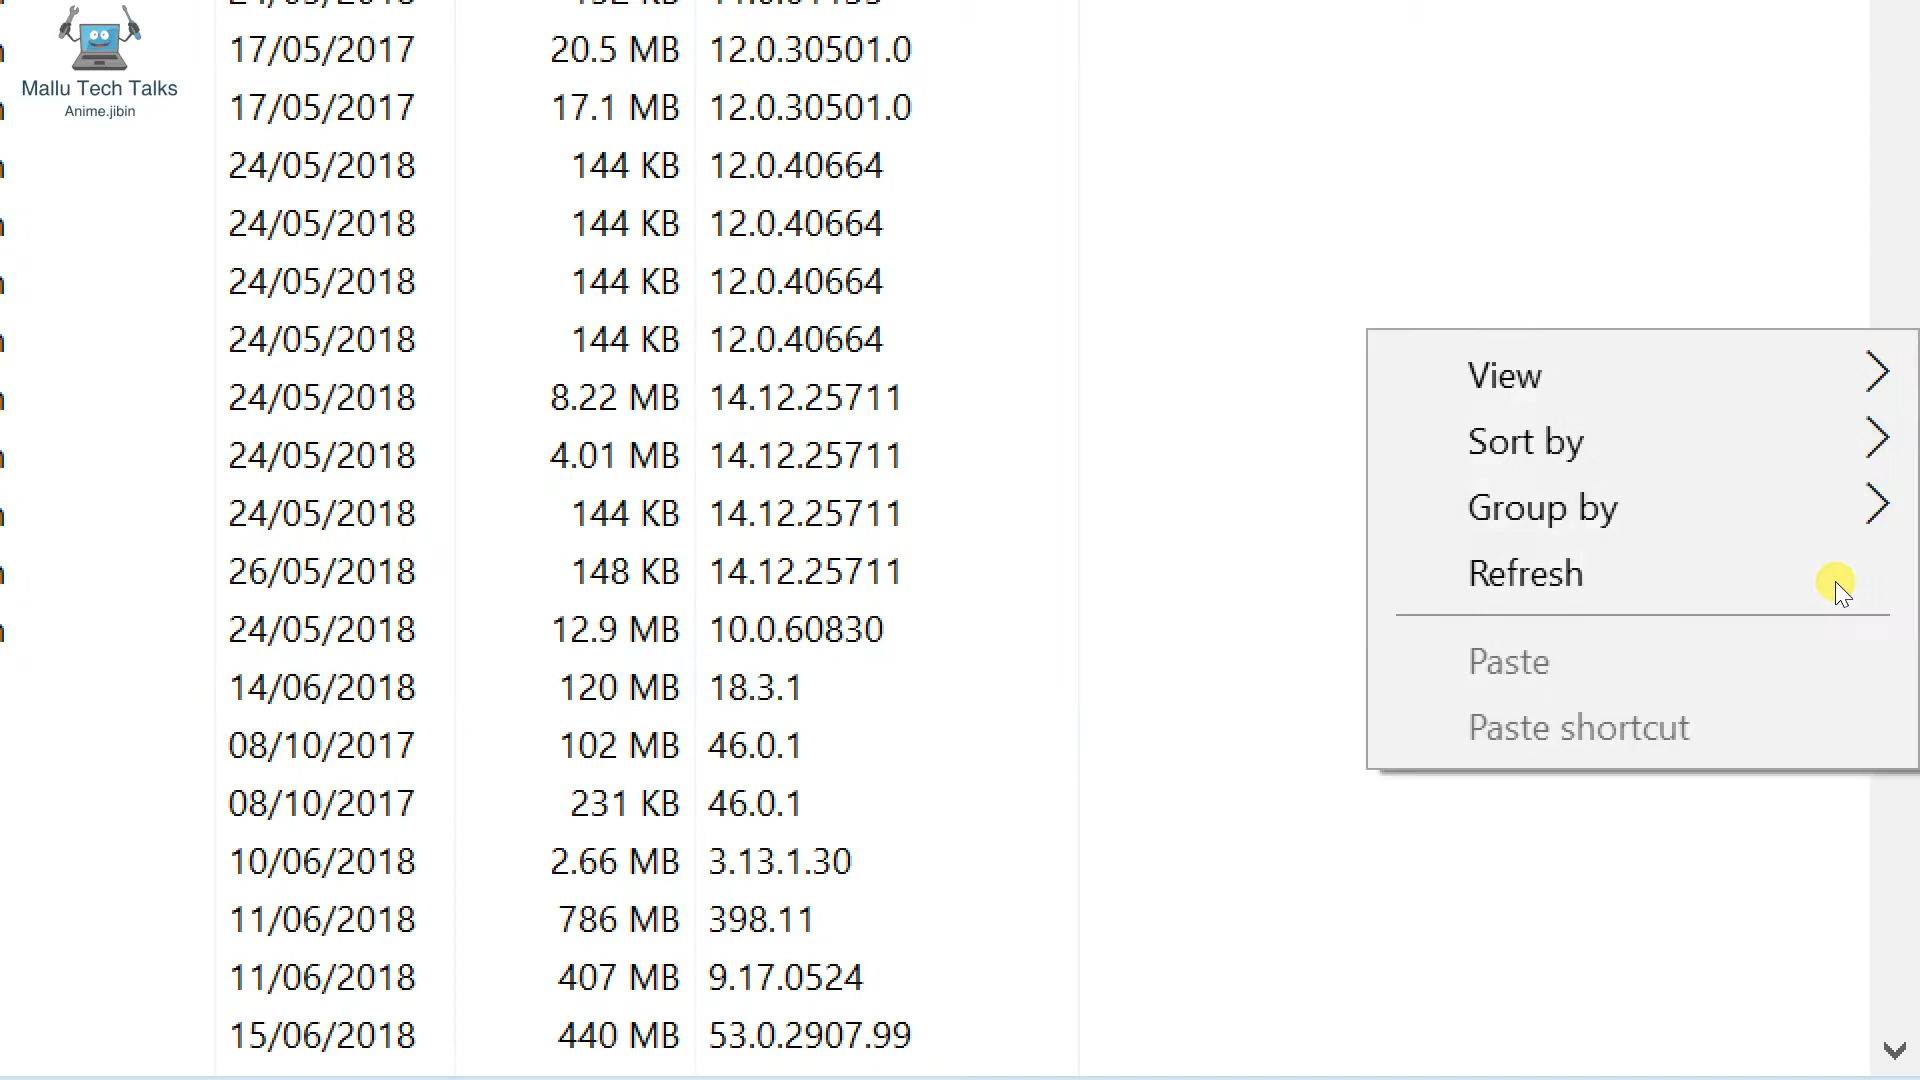 Mallu Tech Talks
Anime.jibin
17/05/2017 20.5 MB 12.0.30501.0
17/05/2017 17.1 MB 12.0.30501.0
24/05/2018 144 KB 12.0.40664
24/05/2018 144 KB 12.0.40664
24/05/2018 144 KB 12.0.40664
24/05/2018 144 KB 12.0.40664
24/05/2018 8.22 MB 14.12.25711
24/05/2018 4.01 MB 14.12.25711
24/05/2018 144 KB 14.12.25711
26/05/2018 148 KB 14.12.25711
24/05/2018 12.9 MB 10.0.60830
14/06/2018 120 MB 18.3.1
08/10/2017 102 MB 46.0.1
08/10/2017 231 KB 46.0.1
10/06/2018 2.66 MB 3.13.1.30
11/06/2018 786 MB 398.11
11/06/2018 407 MB 9.17.0524
15/06/2018 440 MB 53.0.2907.99
View
Sort by
Group by
Refresh
Paste
Paste shortcut